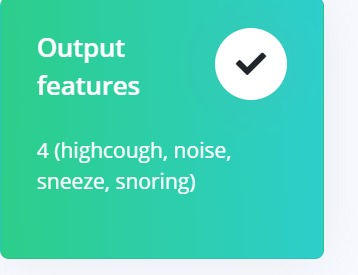 Output
features
4 (highcough, noise,
sneeze, snoring)